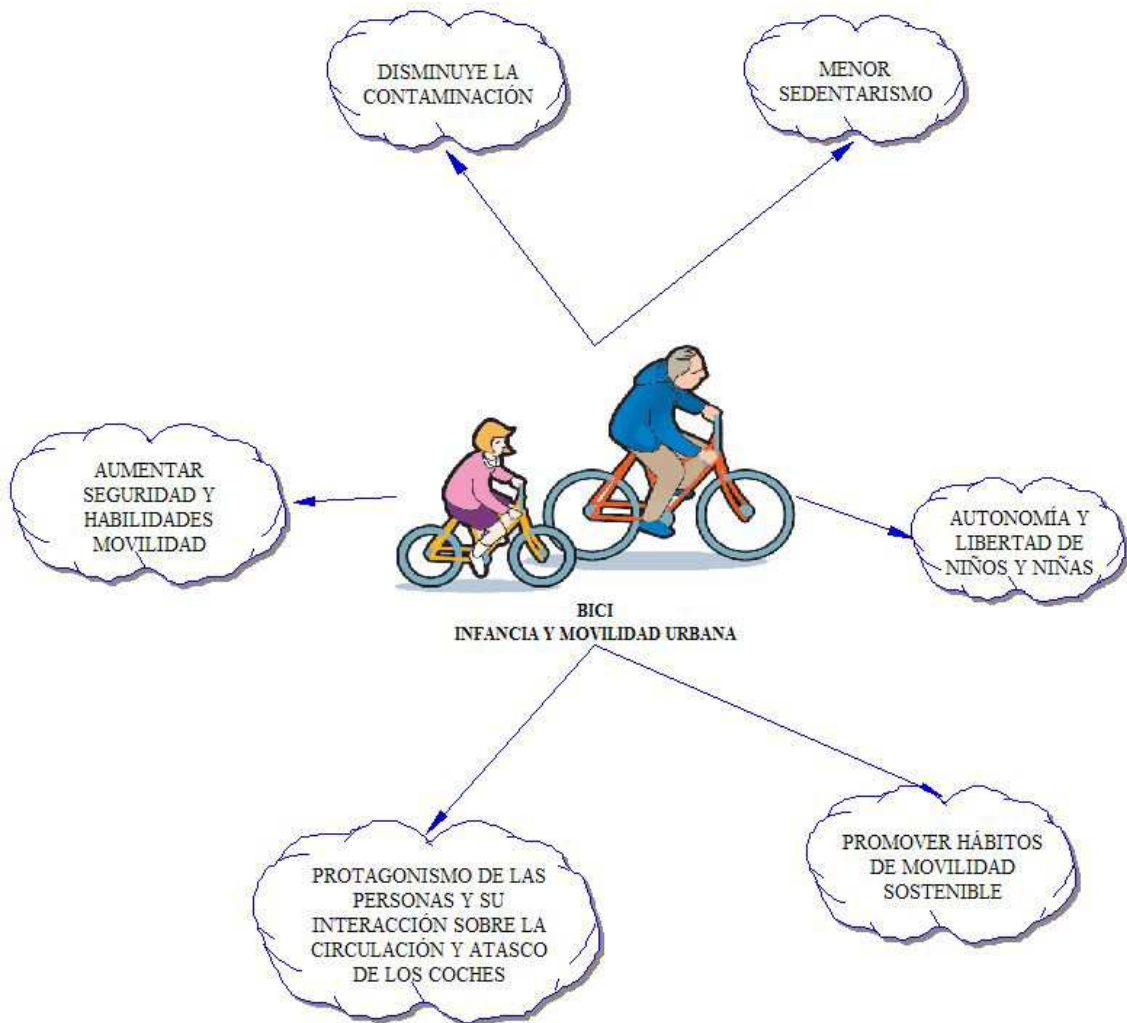 DISMINUYE LA
CONTAMINACIÓN
MENOR
SEDENTARISMO
AUMENTAR
SEGURIDAD Y
HABILIDADES
MOVILIDAD
AUTONOMÍA Y
LIBERTAD DE
NIÑOS Y NIÑAS
BICI
INFANCIA Y MOVILIDAD URBANA
PROTAGONISMO DE LAS
PERSONAS Y SU
INTERACCIÓN SOBRE LA
CIRCULACIÓN Y ATASCO
DE LOS COCHES
PROMOVER HÁBITOS
DE MOVILIDAD
SOSTENIBLE